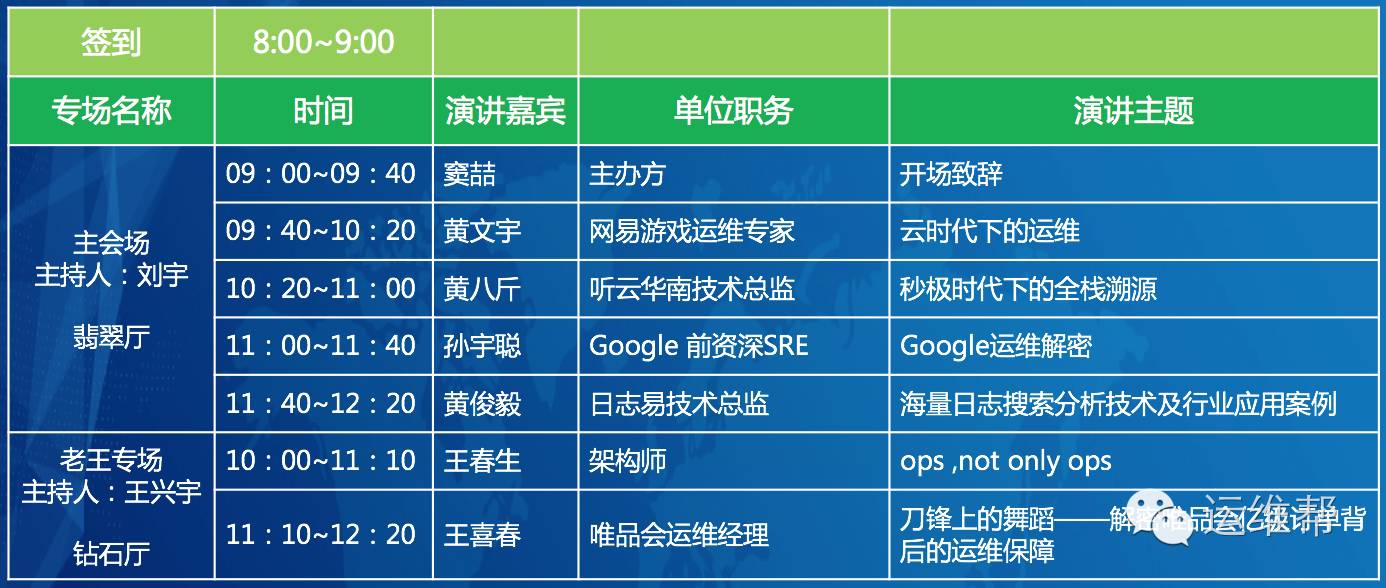 签到 8:00~9:00
专场名称 时间 演讲嘉宾 单位职务 演讲主题
主会场
主持人：刘宇
翡翠厅
09：00~09：40 窦喆 主办方 开场致辞
09：40~10：20 黄文宇 网易游戏运维专家 云时代下的运维
10：20~11：00 黄八斤 听云华南技术总监 秒极时代下的全栈溯源
11：00~11：40 孙宇聪 Google 前资深SRE Google运维解密
11：40~12：20 黄俊毅 日志易技术总监 海量日志搜索分析技术及行业应用案例
老王专场
主持人：王兴宇
钻石厅
10：00~11：10 王春生 架构师 ops ,not only ops
11：10~12：20 王喜春 唯品会运维经理 刀锋上的舞蹈——解密唯品会亿级订单背
后的运维保障
运维帮